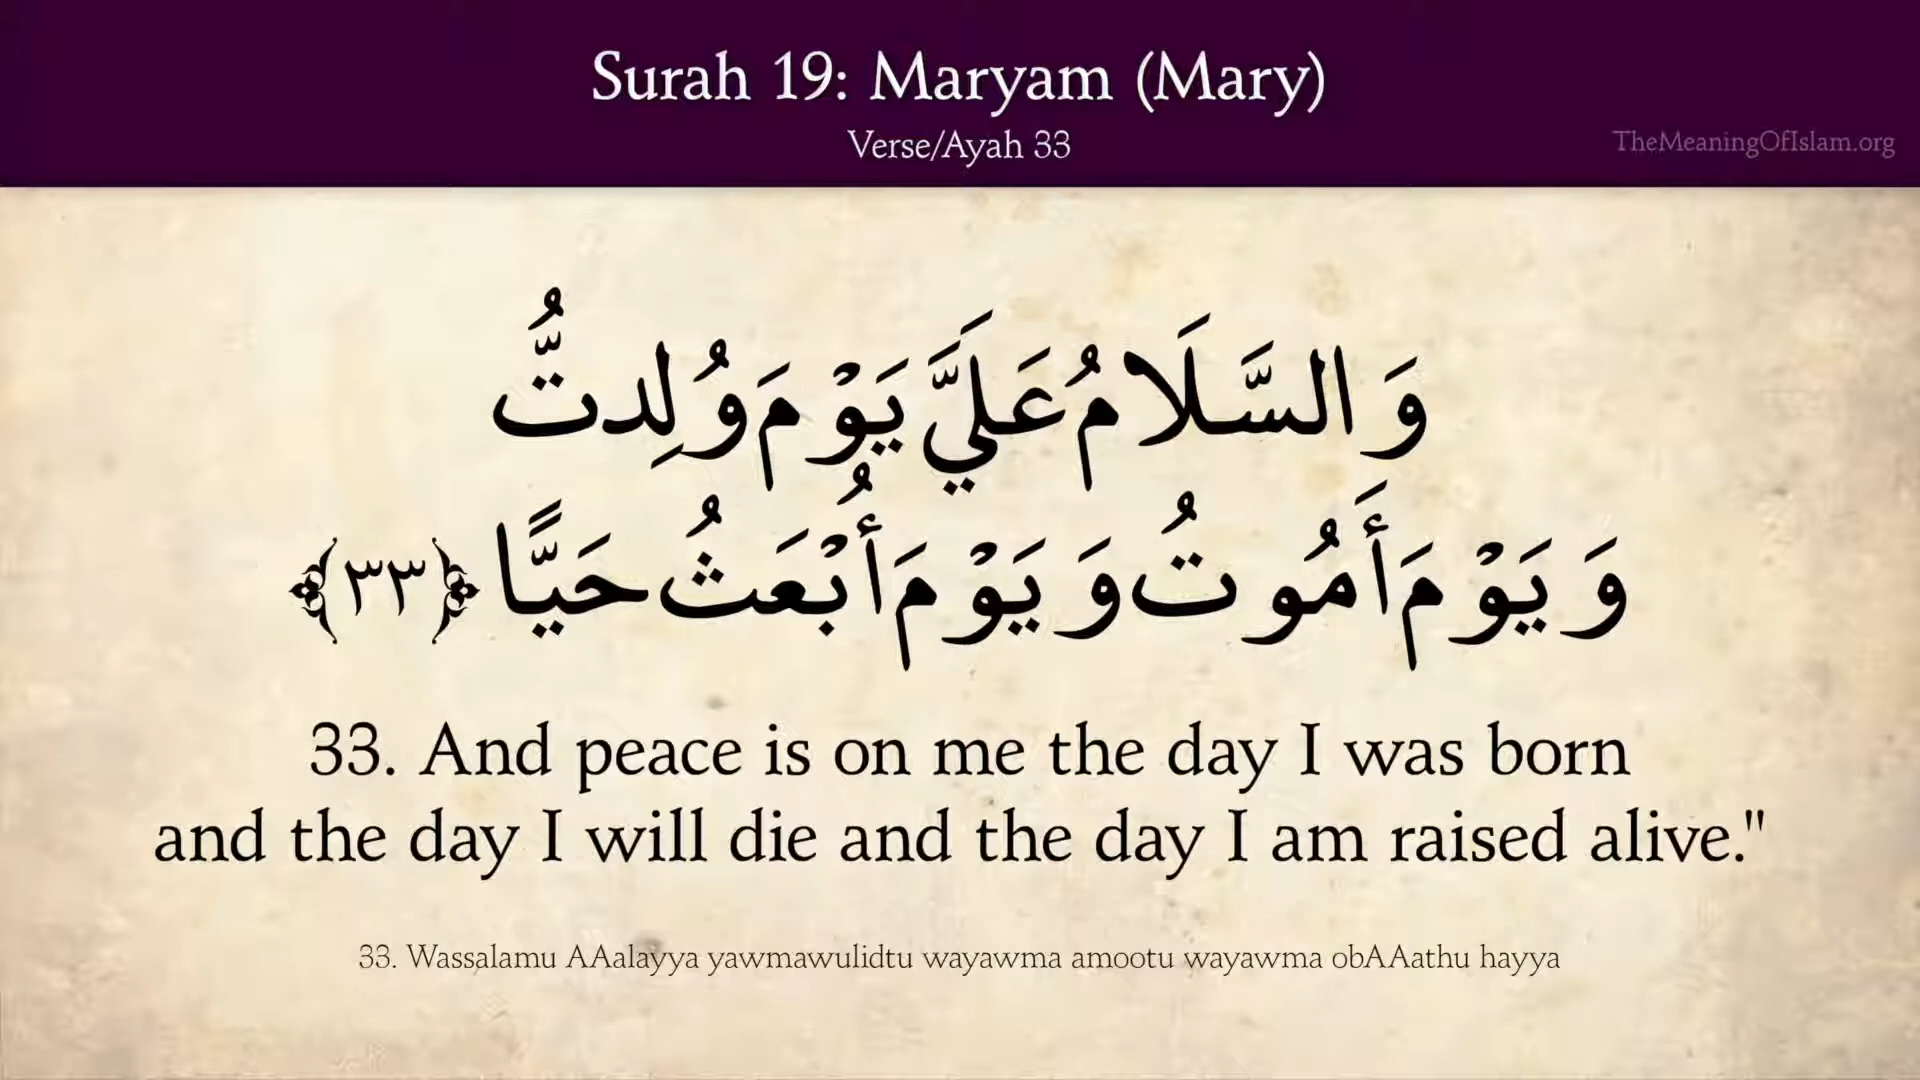 Surah 19: Maryam (Mary)
Verse/Ayah 33
TheMeaningOfIslam.org
وَالسَّلَامُ عَلَيَّ يَوْمَ وُلِدتُّ
وَيَوْمَ أَمُوتُ وَيَوْمَ أُبْعَثُ حَيًّا ﴿٣٣﴾
33. And peace is on me the day I was born
and the day I will die and the day I am raised alive."
33. Wassalamu AAalayya yawmawulidtu wayawma amootu wayawma obAAathu hayya